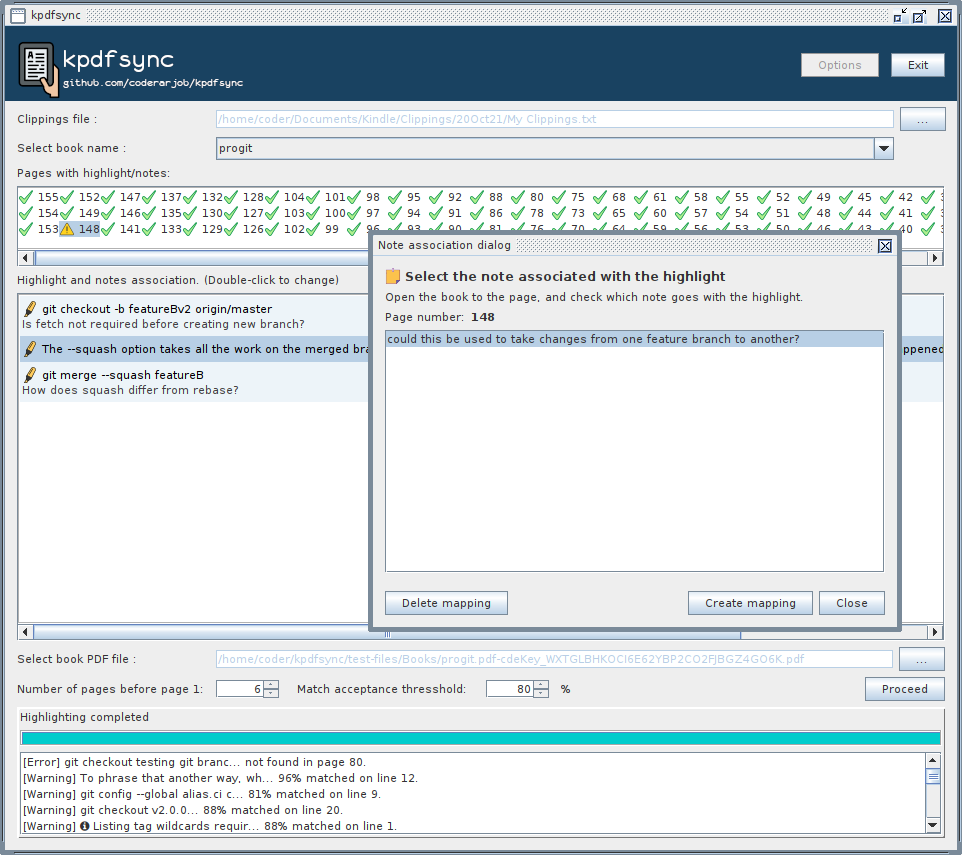 kpdfsync
kpdfsync
github.com/coderarjob/kpdfsync
Options
Exit
Clippings file :
/home/coder/Documents/Kindle/Clippings/20Oct21/My Clippings.txt
...
Select book name :
progit
Pages with highlight/notes:
155 152 147 137 132 128 104 101 98 95 92 88 80 75 68 61 58 55 52 49 45 42
154 149 146 135 130 127 103 100 97 94 91 86 78 73 65 60 57 54 51 48 44 41
153 148 141 133 129 126 102 99 96 93 90 81 76 70 64 59 56 53 50 46 43 40
Highlight and notes association. (Double-click to change)
git checkout -b featureBv2 origin/master
Is fetch not required before creating new branch?
The --squash option takes all the work on the merged bra
ppened
git merge --squash featureB
How does squash differ from rebase?
Note association dialog
Select the note associated with the highlight
Open the book to the page, and check which note goes with the highlight.
Page number: 148
could this be used to take changes from one feature branch to another?
Delete mapping
Create mapping
Close
Select book PDF file :
/home/coder/kpdfsync/test-files/Books/progit.pdf-cdeKey_WXTGLBHKOCI6E62YBP2CO2FJBGZ4GO6K.pdf
...
Number of pages before page 1:
6
Match acceptance thresshold:
80
%
Proceed
Highlighting completed
[Error] git checkout testing git branc... not found in page 80.
[Warning] To phrase that another way, wh... 96% matched on line 12.
[Warning] git config --global alias.ci c... 81% matched on line 9.
[Warning] git checkout v2.0.0... 88% matched on line 20.
[Warning] ℹ Listing tag wildcards requir... 88% matched on line 1.